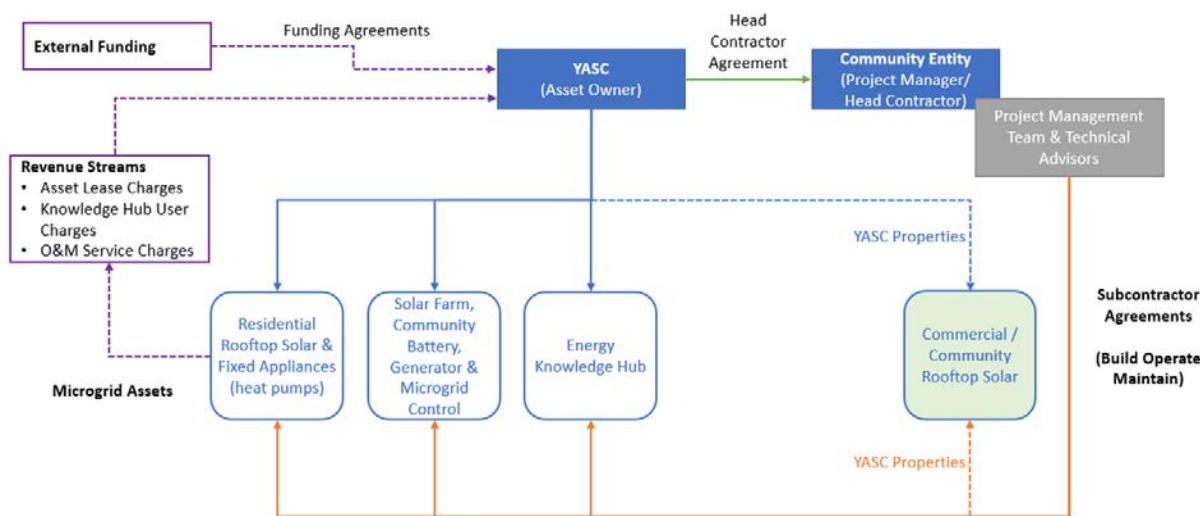 External Funding
Funding Agreements
YASC
(Asset Owner)
Head
Contractor
Agreement
Community Entity
(Project Manager/
Head Contractor)
Project Management
Team & Technical
Advisors
Revenue Streams
• Asset Lease Charges
• Knowledge Hub User
Charges
• O&M Service Charges
YASC Properties
Microgrid Assets
Residential
Rooftop Solar &
Fixed Appliances
(heat pumps)
Solar Farm,
Community
Battery,
Generator &
Microgrid
Control
Energy
Knowledge Hub
Commercial /
Community
Rooftop Solar
Subcontractor
Agreements
(Build Operate
Maintain)
YASC Properties